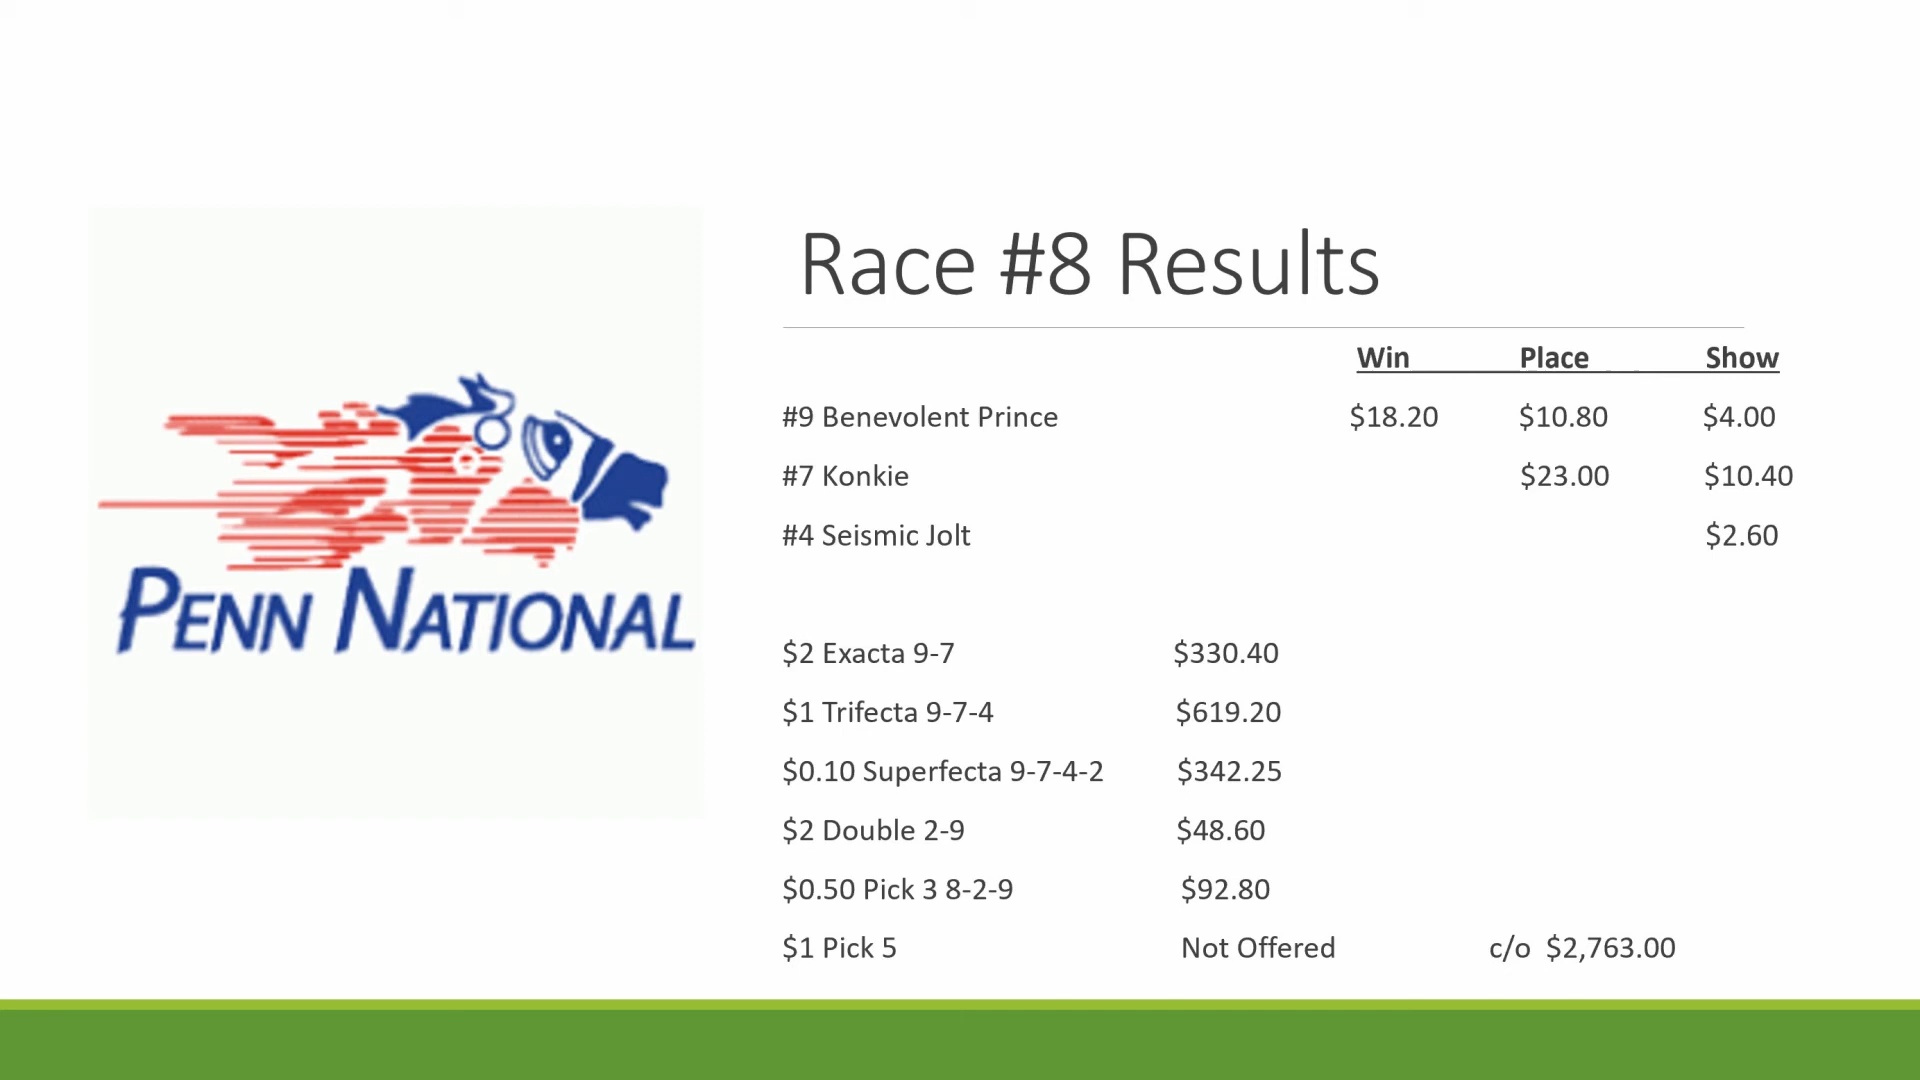 PENN NATIONAL
Race #8 Results
Win Place Show
#9 Benevolent Prince $18.20 $10.80 $4.00
#7 Konkie $23.00 $10.40
#4 Seismic Jolt $2.60
$2 Exacta 9-7 $330.40
$1 Trifecta 9-7-4 $619.20
$0.10 Superfecta 9-7-4-2 $342.25
$2 Double 2-9 $48.60
$0.50 Pick 3 8-2-9 $92.80
$1 Pick 5 Not Offered c/o $2,763.00